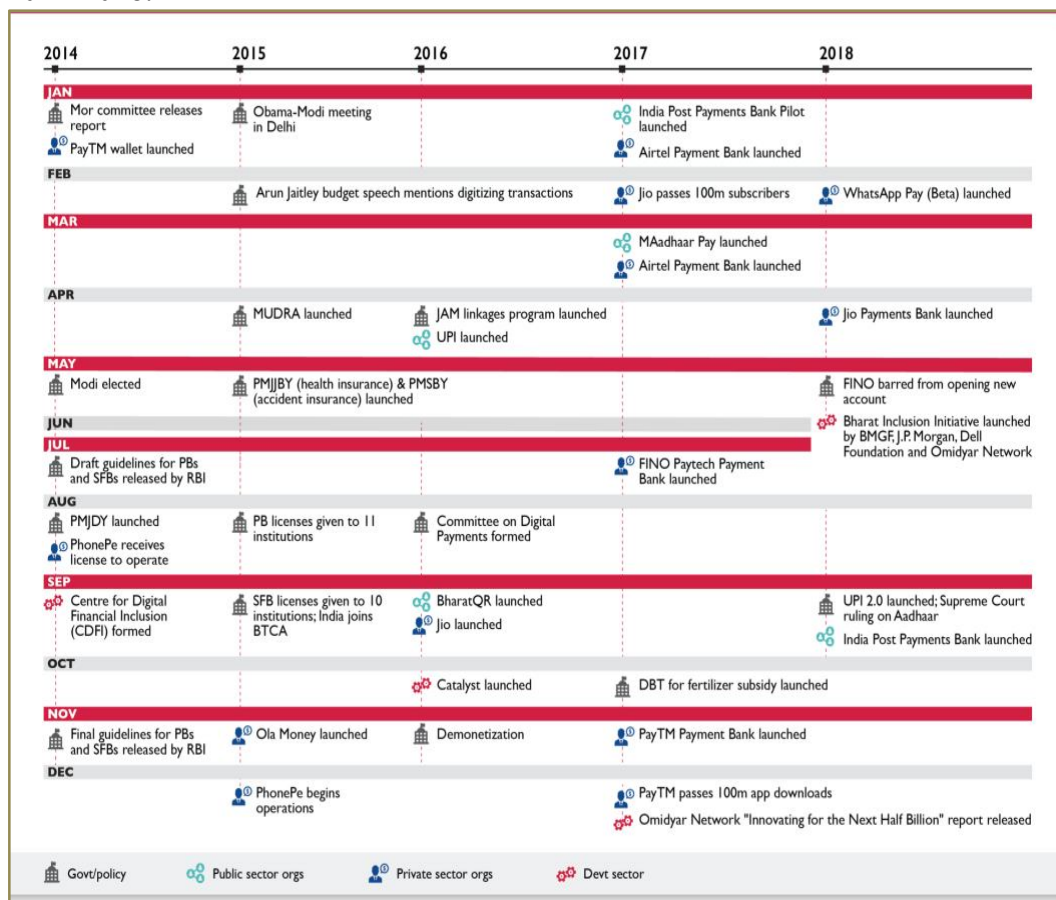 2014 2015 2016 2017 2018
JAN
Mor committee releases
report
PayTM wallet launched
Obama-Modi meeting
in Delhi
India Post Payments Bank Pilot
launched
Airtel Payment Bank launched
FEB
Arun Jaitley budget speech mentions digitizing transactions
Jio passes 100m subscribers
WhatsApp Pay (Beta) launched
MAR
MAadhaar Pay launched
Airtel Payment Bank launched
APR
MUDRA launched
JAM linkages program launched
UPI launched
Jio Payments Bank launched
MAY
Modi elected
PMJJBY (health insurance) & PMSBY
(accident insurance) launched
FINO barred from opening new
account
Bharat Inclusion Initiative launched
by BMGF, J.P. Morgan, Dell
Foundation and Omidyar Network
JUN
JUL
Draft guidelines for PBs
and SFBs released by RBI
FINO Paytech Payment
Bank launched
AUG
PMJDY launched
PhonePe receives
license to operate
PB licenses given to 11
institutions
Committee on Digital
Payments formed
SEP
Centre for Digital
Financial Inclusion
(CDFI) formed
SFB licenses given to 10
institutions; India joins
BTCA
BharatQR launched
Jio launched
UPI 2.0 launched; Supreme Court
ruling on Aadhaar
India Post Payments Bank launched
OCT
Catalyst launched
DBT for fertilizer subsidy launched
NOV
Final guidelines for PBs
and SFBs released by RBI
Ola Money launched
Demonetization
PayTM Payment Bank launched
DEC
PhonePe begins
operations
PayTM passes 100m app downloads
Omidyar Network "Innovating for the Next Half Billion" report released
Govt/policy
Public sector orgs
Private sector orgs
Devt sector